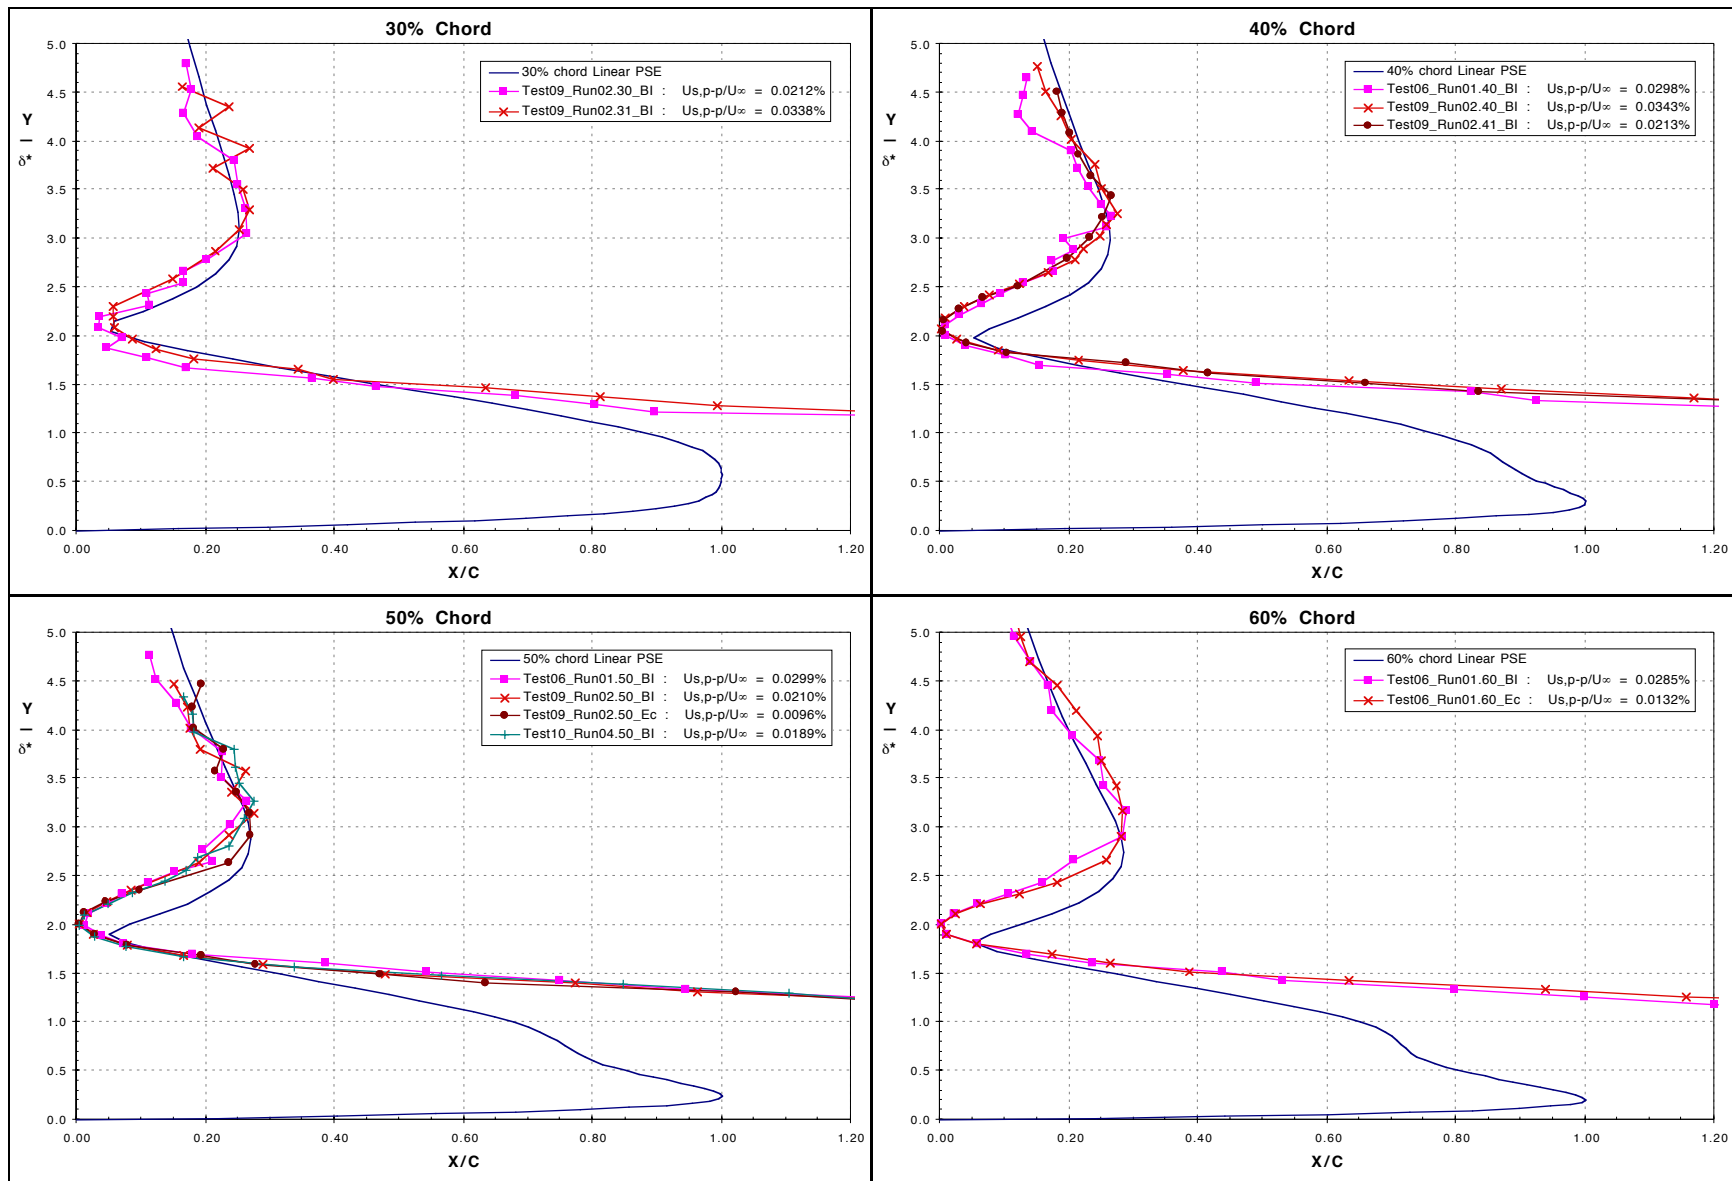 30% Chord
5.0
4.5
4.0
3.5
3.0
2.5
2.0
1.5
1.0
0.5
0.0
Y
δ*
30% chord Linear PSE
Test09_Run02.30_Bl : Us,p-p/U∞ = 0.0212%
Test09_Run02.31_Bl : Us,p-p/U∞ = 0.0338%
0.00 0.20 0.40 0.60 0.80 1.00 1.20
X/C
40% Chord
5.0
4.5
4.0
3.5
3.0
2.5
2.0
1.5
1.0
0.5
0.0
Y
δ*
40% chord Linear PSE
Test06_Run01.40_Bl : Us,p-p/U∞ = 0.0298%
Test09_Run02.40_Bl : Us,p-p/U∞ = 0.0343%
Test09_Run02.41_Bl : Us,p-p/U∞ = 0.0213%
0.00 0.20 0.40 0.60 0.80 1.00 1.20
X/C
50% Chord
5.0
4.5
4.0
3.5
3.0
2.5
2.0
1.5
1.0
0.5
0.0
Y
δ*
50% chord Linear PSE
Test06_Run01.50_Bl : Us,p-p/U∞ = 0.0299%
Test09_Run02.50_Bl : Us,p-p/U∞ = 0.0210%
Test09_Run02.50_Ec : Us,p-p/U∞ = 0.0096%
Test10_Run04.50_Bl : Us,p-p/U∞ = 0.0189%
0.00 0.20 0.40 0.60 0.80 1.00 1.20
X/C
60% Chord
5.0
4.5
4.0
3.5
3.0
2.5
2.0
1.5
1.0
0.5
0.0
Y
δ*
60% chord Linear PSE
Test06_Run01.60_Bl : Us,p-p/U∞ = 0.0285%
Test06_Run01.60_Ec : Us,p-p/U∞ = 0.0132%
0.00 0.20 0.40 0.60 0.80 1.00 1.20
X/C